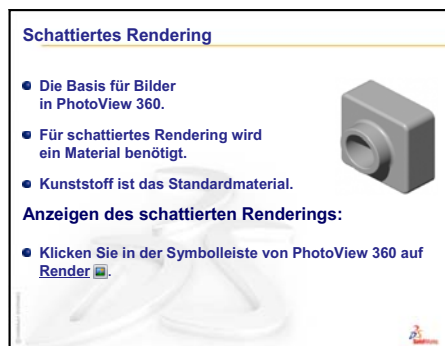 Schattiertes Rendering
Die Basis für Bilder
in PhotoView 360.
Für schattiertes Rendering wird
ein Material benötigt.
Kunststoff ist das Standardmaterial.
Anzeigen des schattierten Renderings:
Klicken Sie in der Symbolleiste von PhotoView 360 auf
Render.
SolidWorks